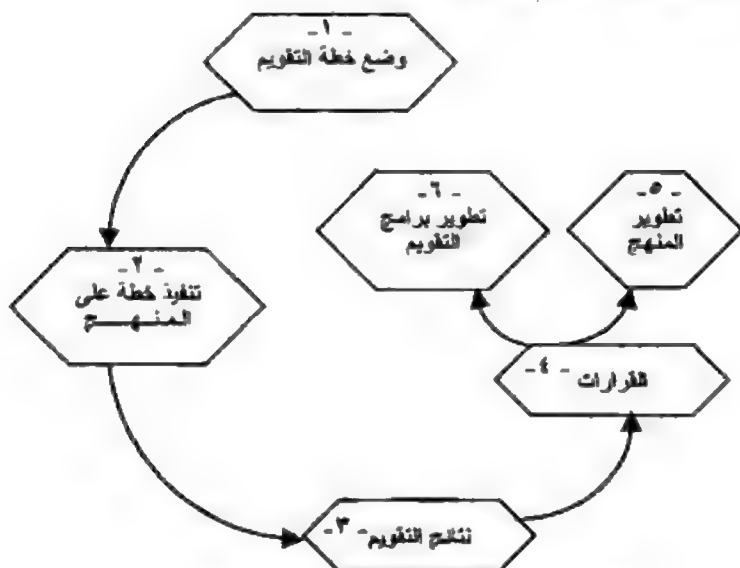 - ١ -
وضع خطة التقويم
- ٢ -
تنفيذ خطة على
المنهج
نتائج التقويم - ٣ -
القرارات - ٤ -
- ٥ -
تطوير
المنهج
- ٦ -
تطوير برامج
التقويم